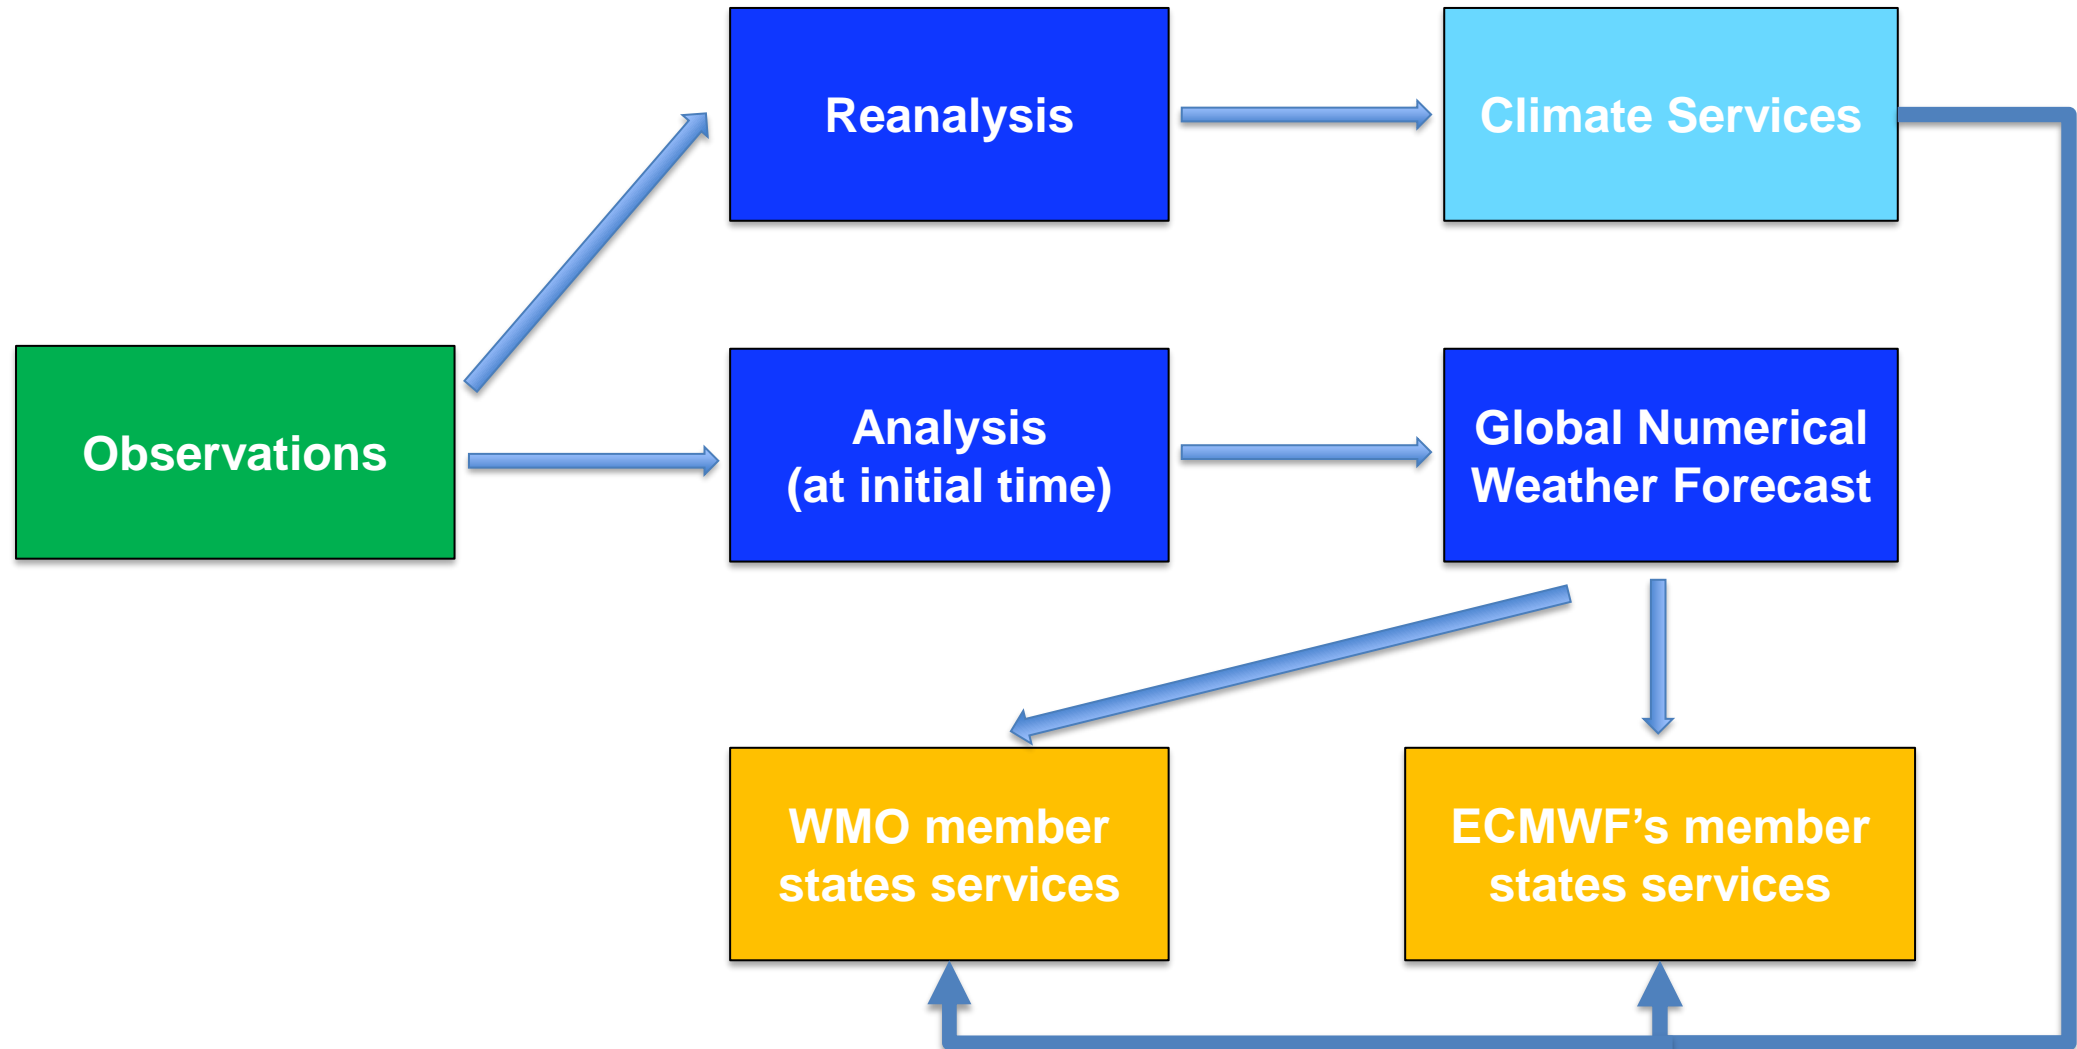 Reanalysis
Climate Services
Observations
Analysis
(at initial time)
Global Numerical
Weather Forecast
WMO member
states services
ECMWF’s member
states services